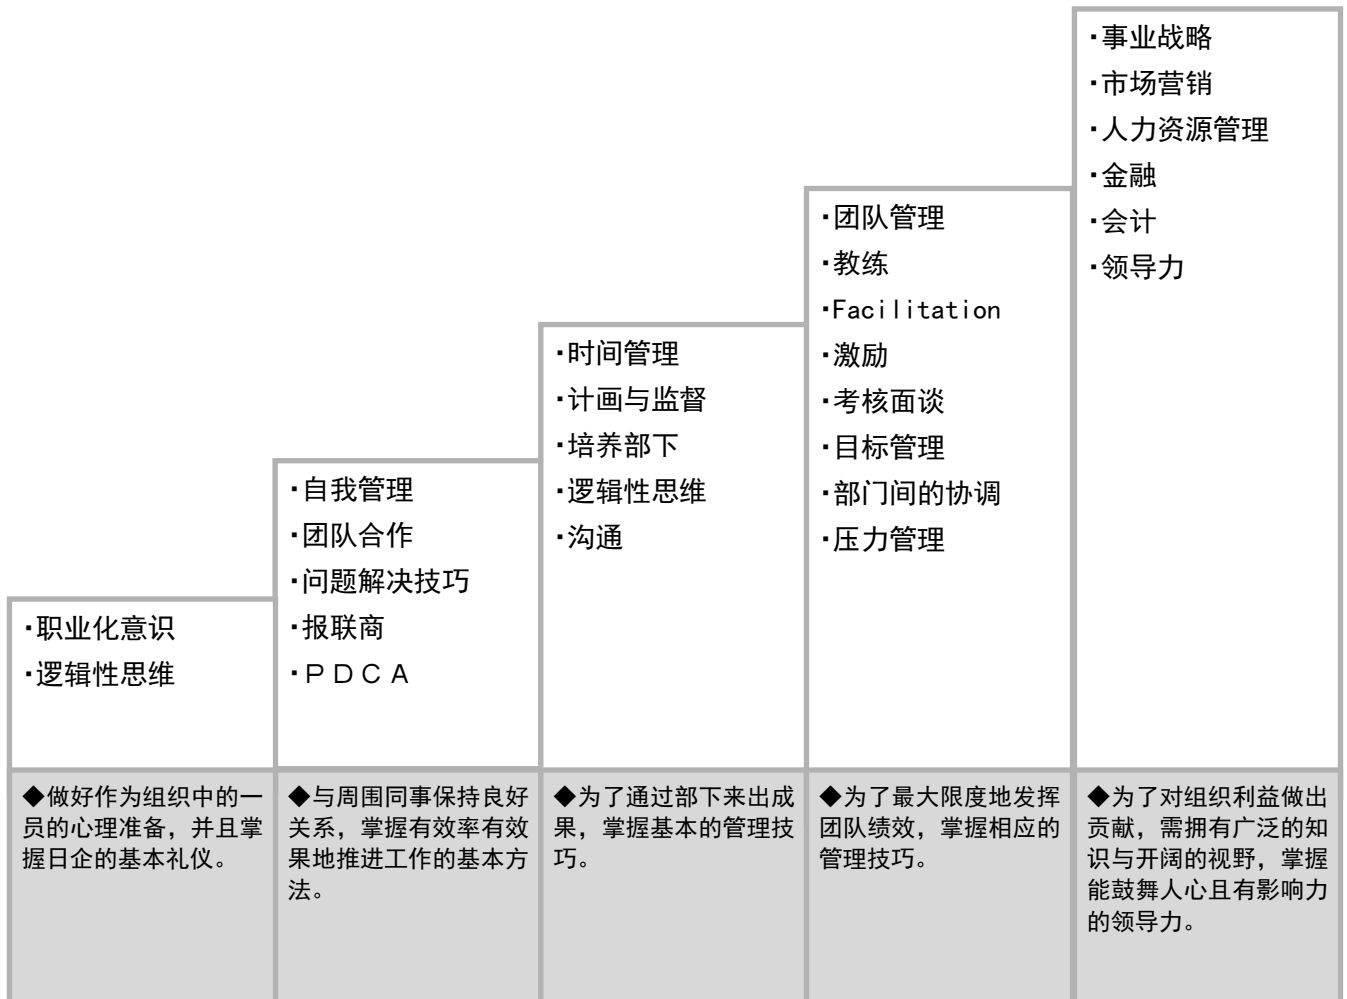 ·职业化意识
·逻辑性思维
◆做好作为组织中的一
员的心理准备，并且掌
握日企的基本礼仪。
·自我管理
·团队合作
·问题解决技巧
·报联商
·ＰＤＣＡ
◆与周围同事保持良好
关系，掌握有效率有效
果地推进工作的基本方
法。
·时间管理
·计画与监督
·培养部下
·逻辑性思维
·沟通
◆为了通过部下来出成
果，掌握基本的管理技
巧。
·团队管理
·教练
·Facilitation
·激励
·考核面谈
·目标管理
·部门间的协调
·压力管理
◆为了最大限度地发挥
团队绩效，掌握相应的
管理技巧。
·事业战略
·市场营销
·人力资源管理
·金融
·会计
·领导力
◆为了对组织利益做出
贡献，需拥有广泛的知
识与开阔的视野，掌握
能鼓舞人心且有影响力
的领导力。